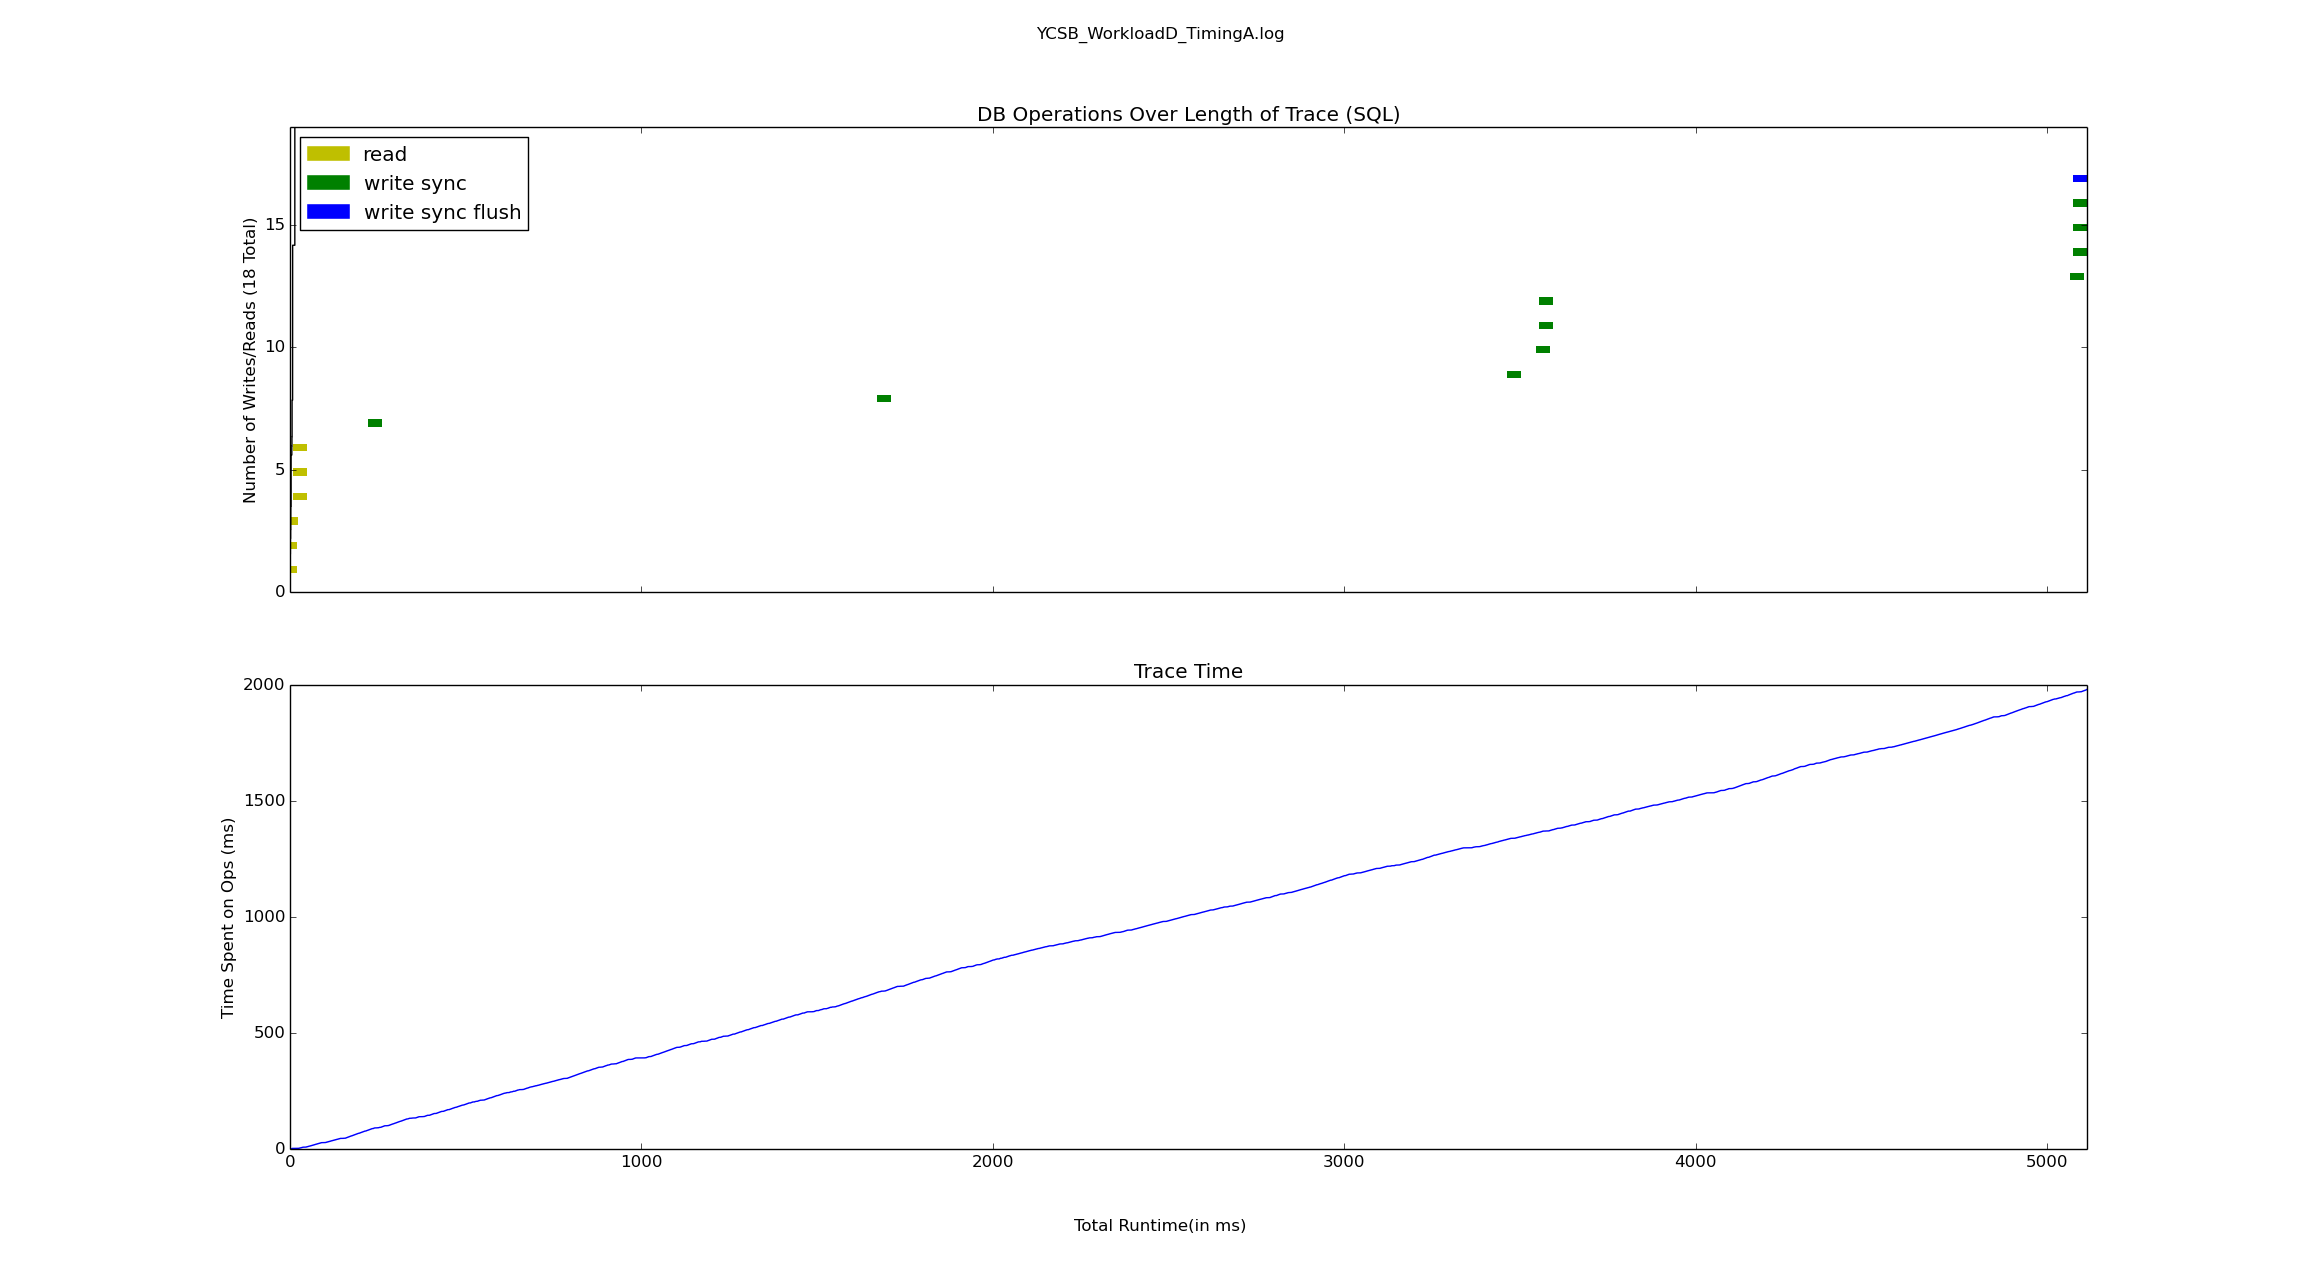 YCSB_WorkloadD_TimingA.log
DB Operations Over Length of Trace (SQL)
read
write sync
write sync flush
Number of Writes/Reads (18 Total)
15
10
5
0
Trace Time
Time Spent on Ops (ms)
2000
1500
1000
500
0
0 1000 2000 3000 4000 5000
Total Runtime(in ms)